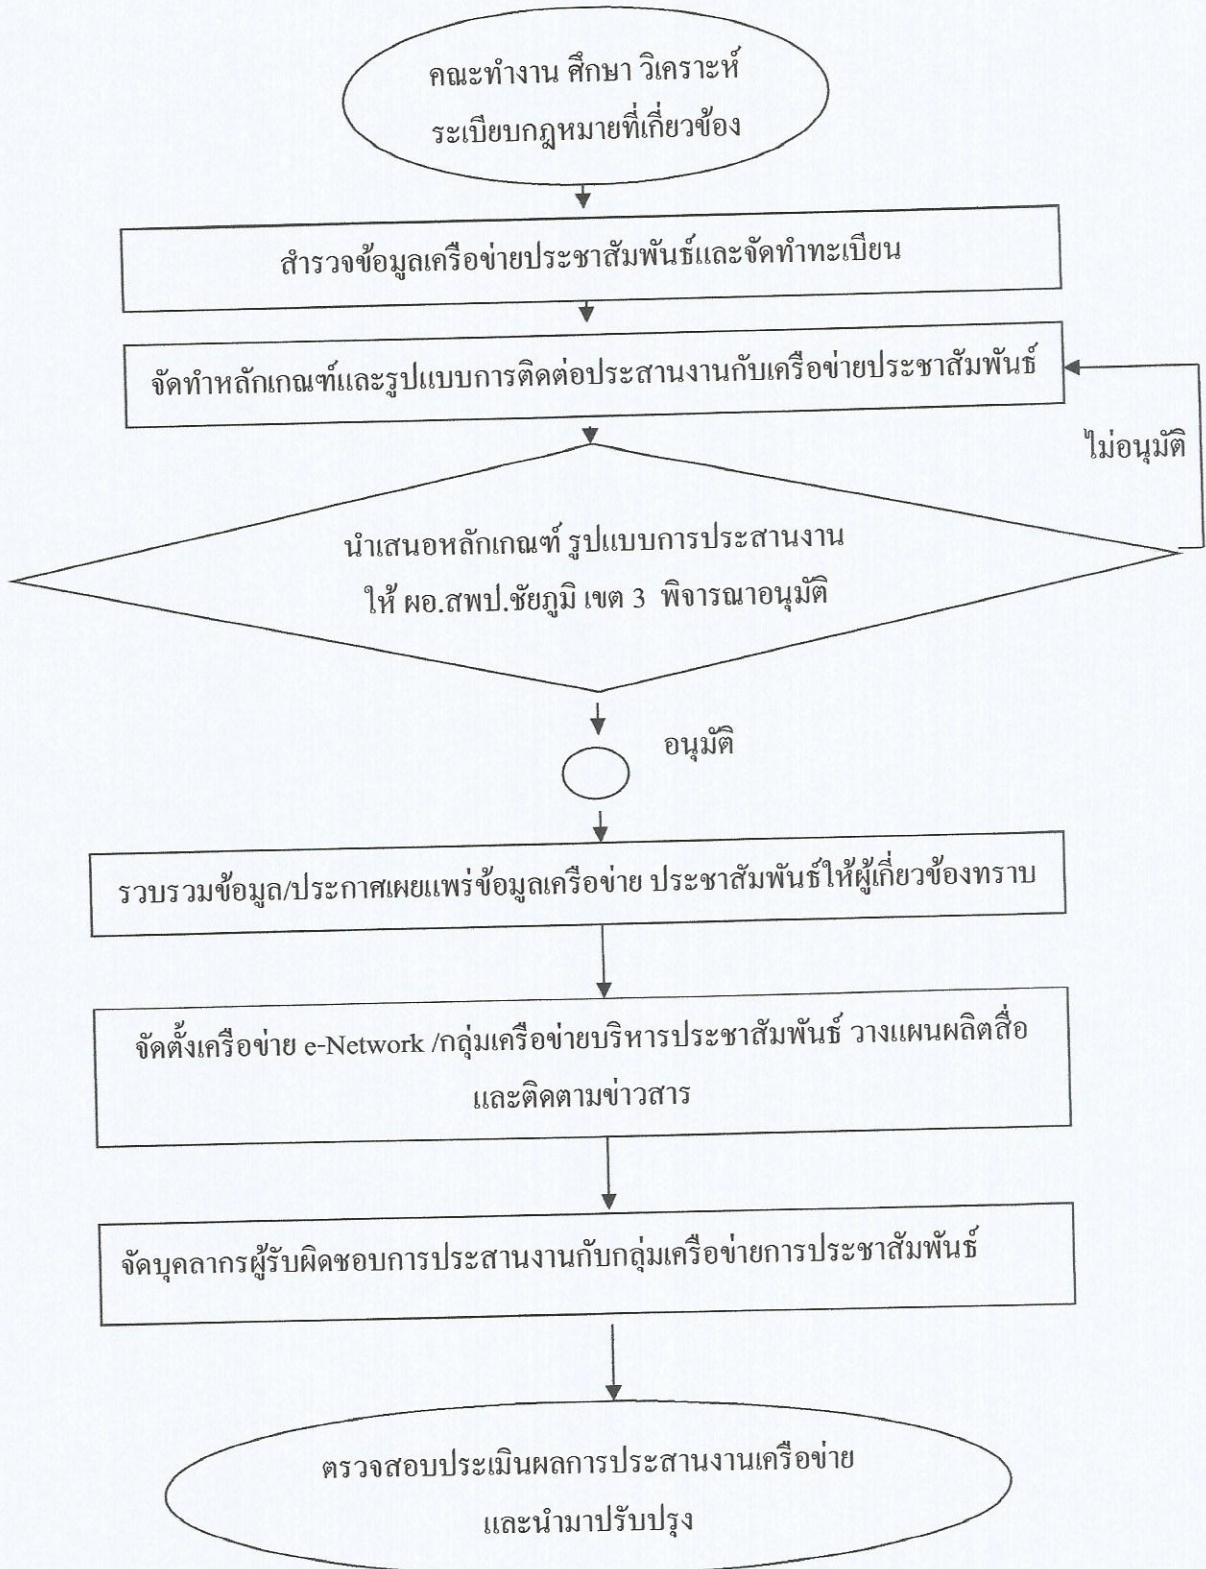 คณะทำงาน ศึกษา วิเคราะห์
ระเบียบกฎหมายที่เกี่ยวข้อง
สำรวจข้อมูลเครือข่ายประชาสัมพันธ์และจัดทำทะเบียน
จัดทำหลักเกณฑ์และรูปแบบการติดต่อประสานงานกับเครือข่ายประชาสัมพันธ์
ไม่อนุมัติ
นำเสนอหลักเกณฑ์ รูปแบบการประสานงาน
ให้ ผอ.สพป.ชัยภูมิ เขต 3 พิจารณาอนุมัติ
อนุมัติ
รวบรวมข้อมูล/ประกาศเผยแพร่ข้อมูลเครือข่าย ประชาสัมพันธ์ให้ผู้เกี่ยวข้องทราบ
จัดตั้งเครือข่าย e-Network /กลุ่มเครือข่ายบริหารประชาสัมพันธ์ วางแผนผลิตสื่อ
และติดตามข่าวสาร
จัดบุคลากรผู้รับผิดชอบการประสานงานกับกลุ่มเครือข่ายการประชาสัมพันธ์
ตรวจสอบประเมินผลการประสานงานเครือข่าย
และนำมาปรับปรุง